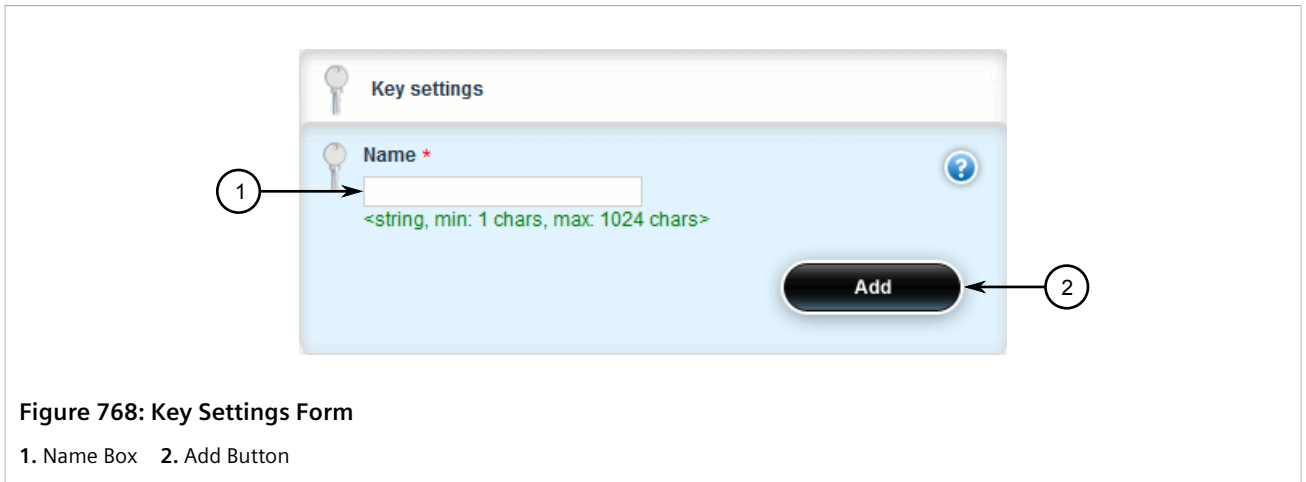 Key settings
Name *
1
<string, min: 1 chars, max: 1024 chars>
?
Add
2
Figure 768: Key Settings Form
1. Name Box 2. Add Button